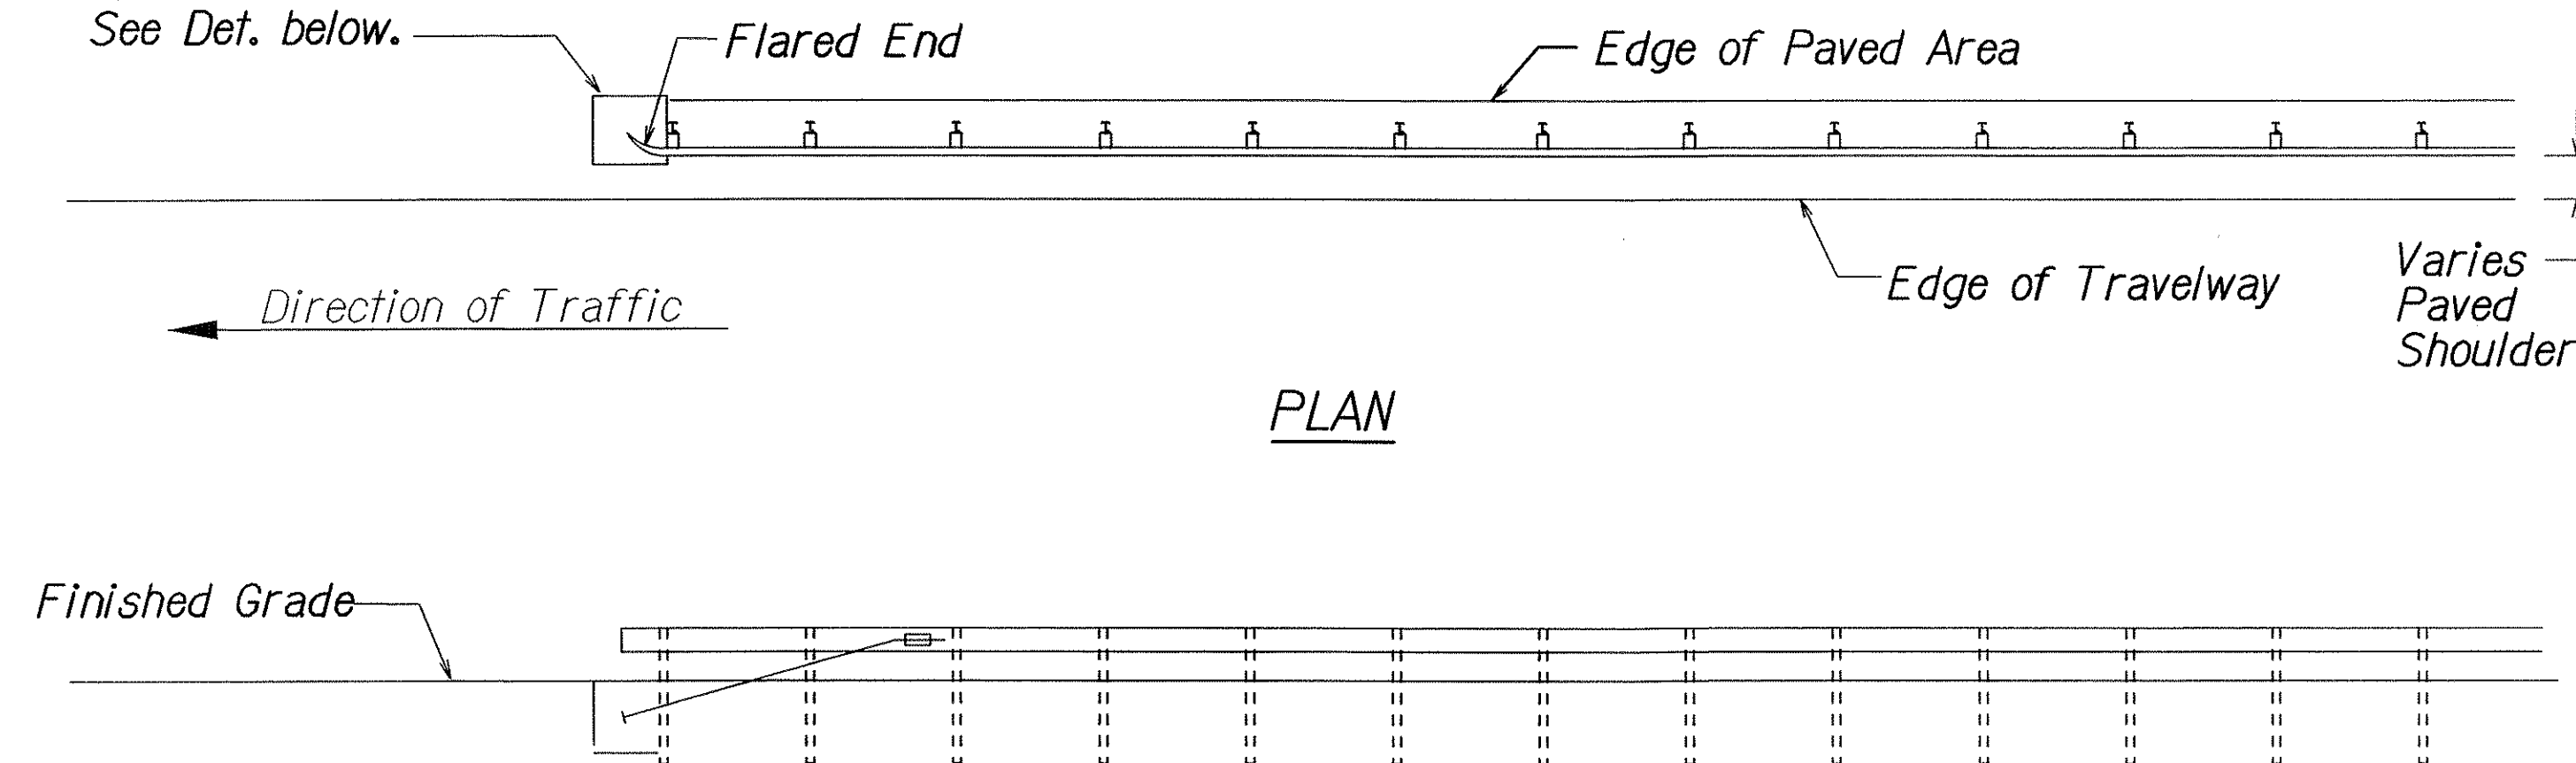 See Det. below.
Flared End
Edge of Paved Area
Edge of Travelway
Varies
Paved
Shoulder
Direction of Traffic
PLAN
Finished Grade